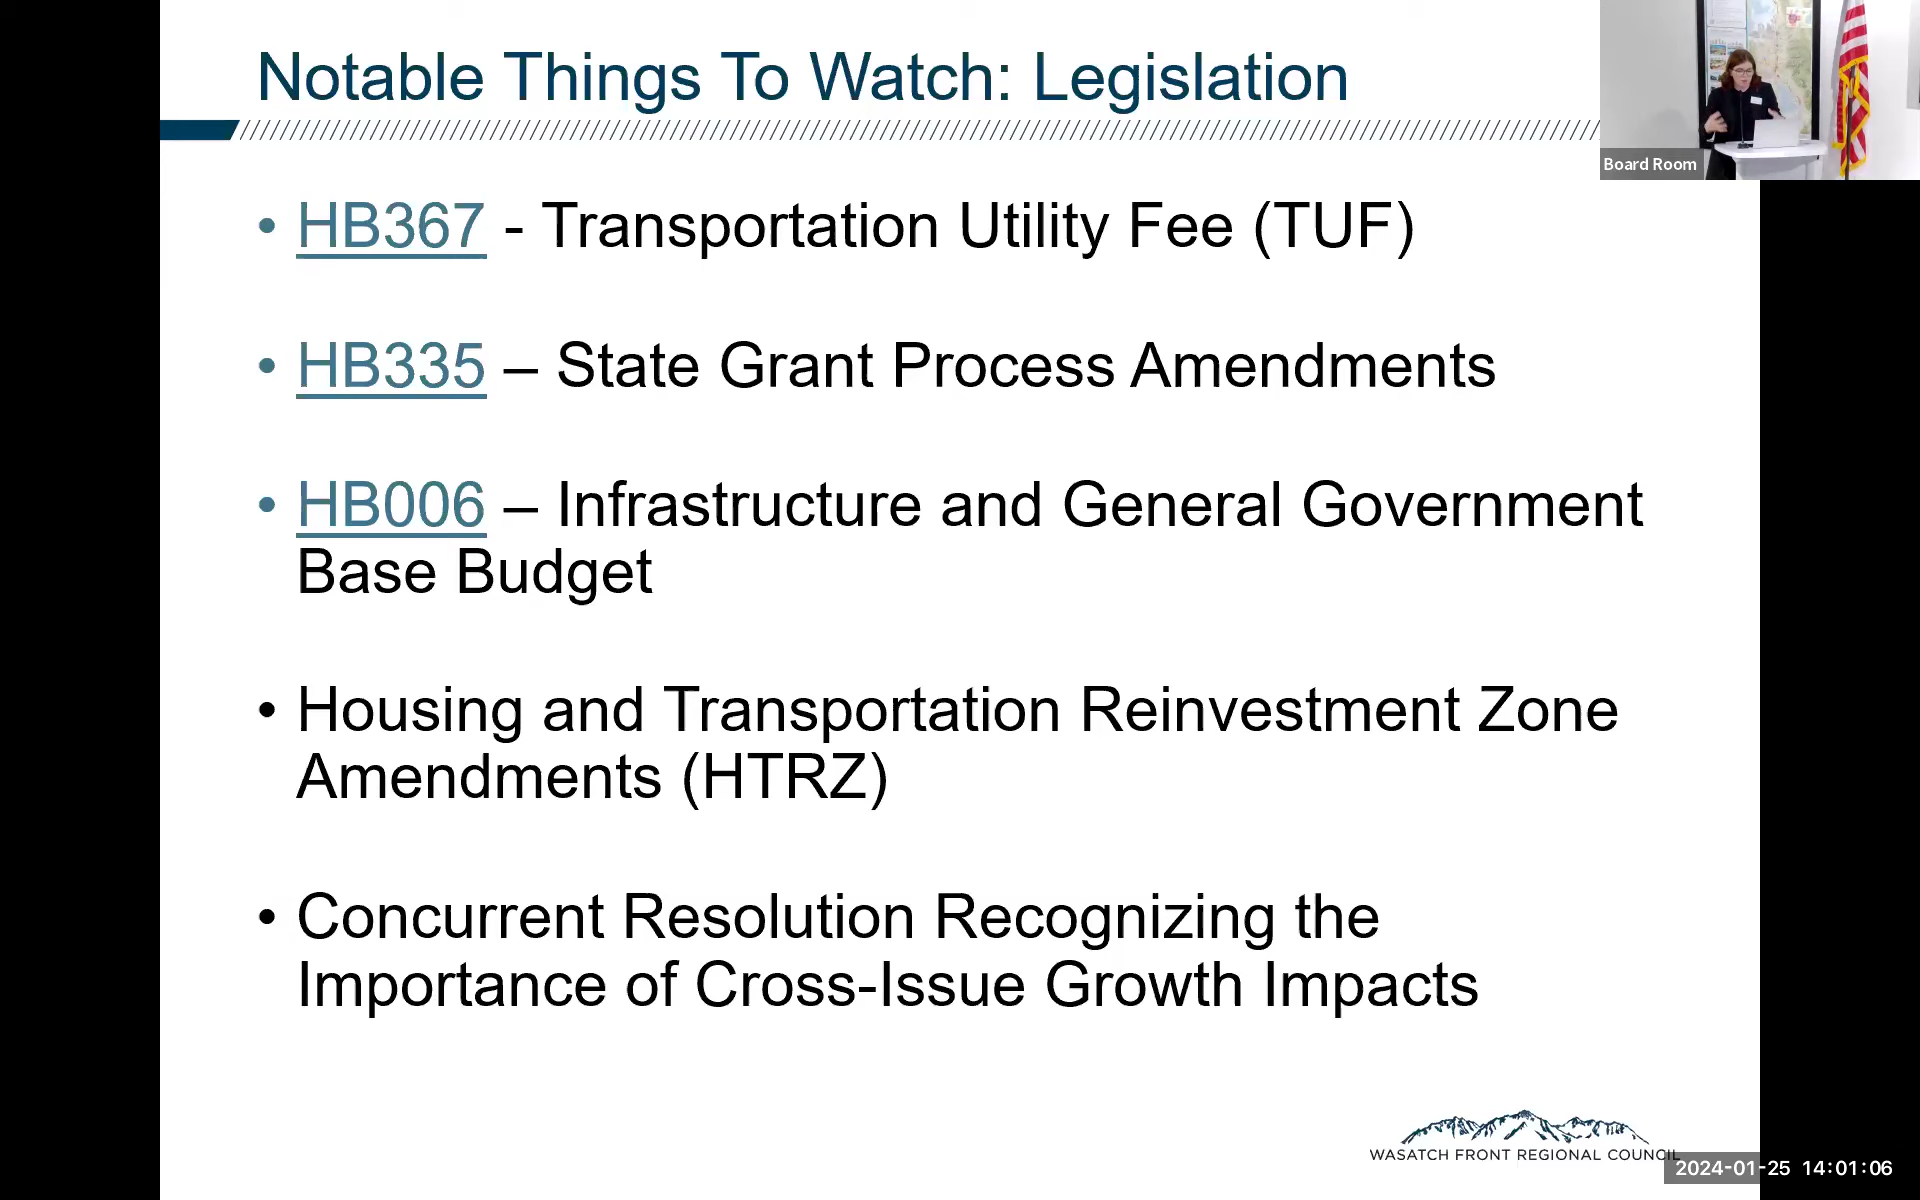 Notable Things To Watch: Legislation
Board Room
• HB367 - Transportation Utility Fee (TUF)
• HB335 – State Grant Process Amendments
• HB006 – Infrastructure and General Government
Base Budget
• Housing and Transportation Reinvestment Zone
Amendments (HTRZ)
• Concurrent Resolution Recognizing the
Importance of Cross-Issue Growth Impacts
WASATCH FRONT REGIONAL COUNCIL
2024-01-25 14:01:06